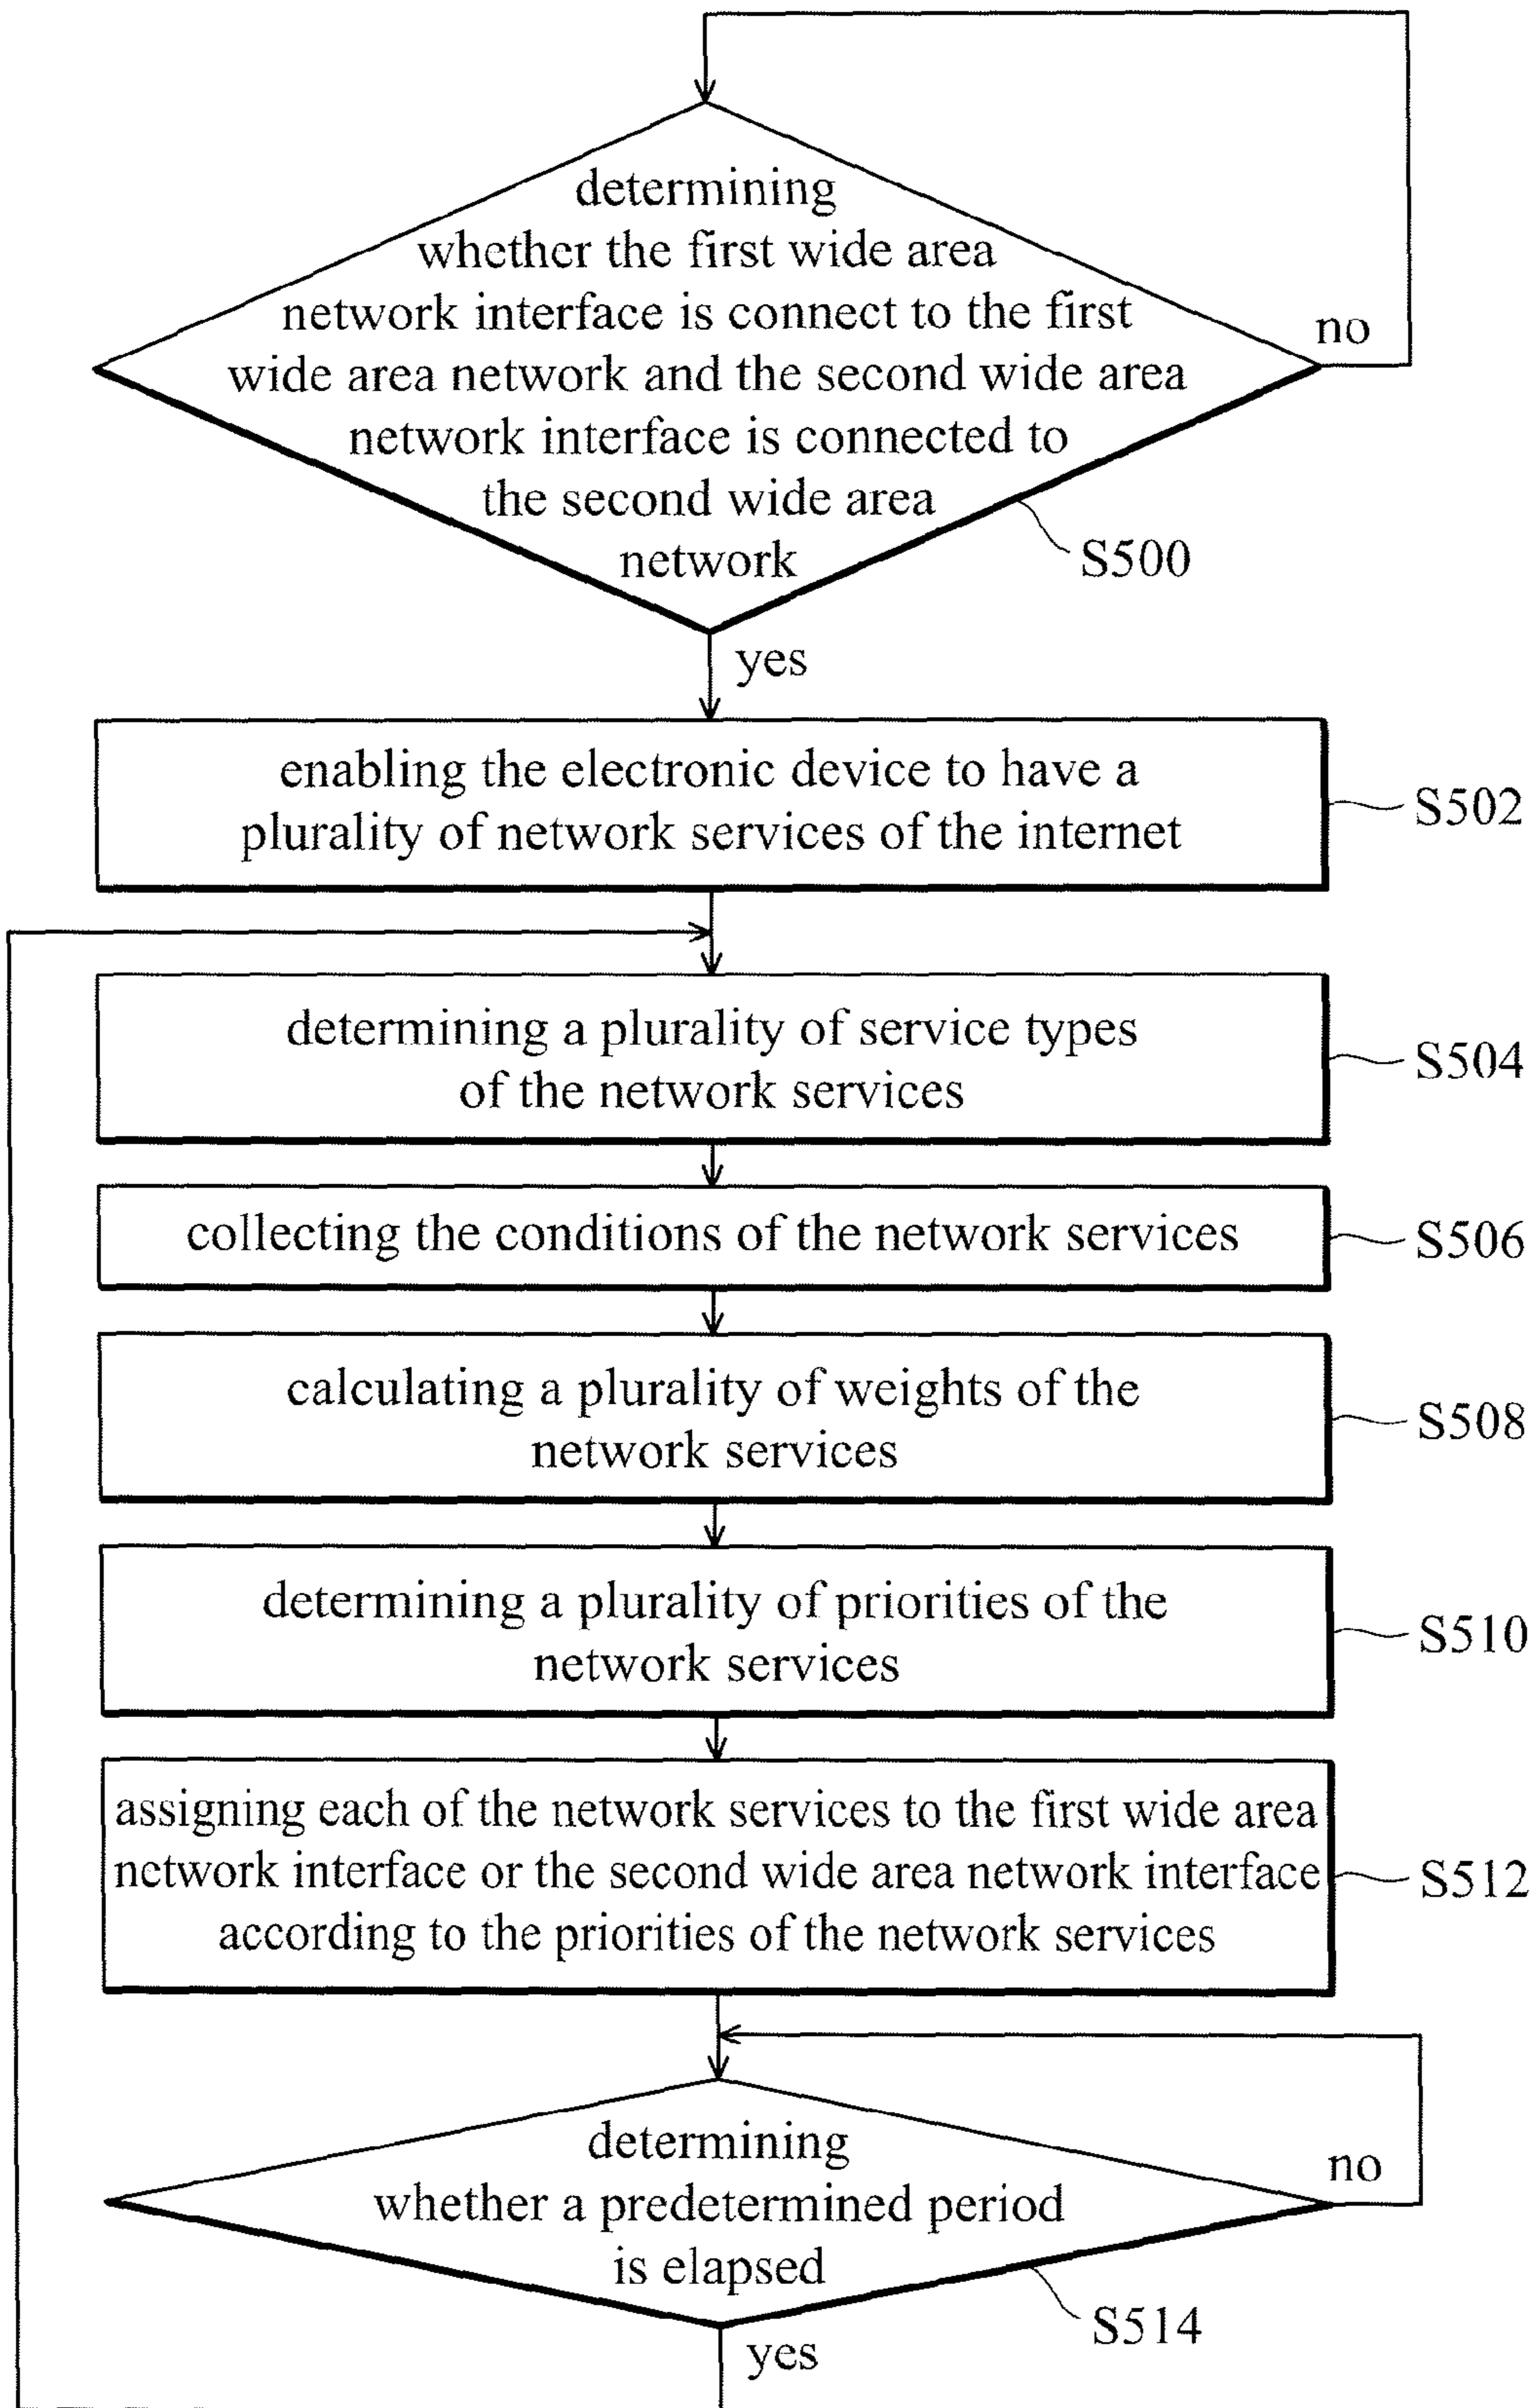 determining
whether the first wide area
network interface is connect to the first
wide area network and the second wide area
network interface is connected to
the second wide area
network
no
S500
yes
enabling the electronic device to have a
plurality of network services of the internet
S502
determining a plurality of service types
of the network services
S504
collecting the conditions of the network services
S506
calculating a plurality of weights of the
network services
S508
determining a plurality of priorities of the
network services
S510
assigning each of the network services to the first wide area
network interface or the second wide area network interface
according to the priorities of the network services
S512
determining
whether a predetermined period
is elapsed
no
S514
yes